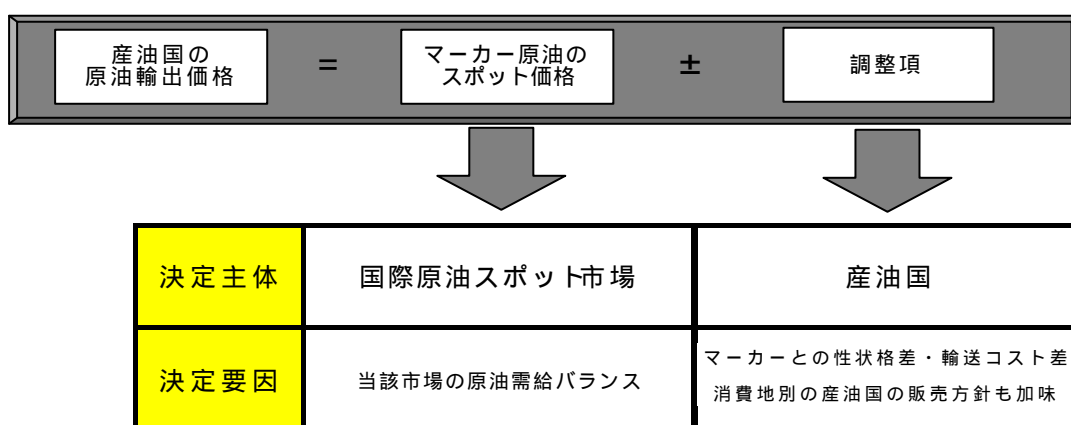 産油国の
原油輸出価格
=
マーカー原油の
スポット価格
±
調整項
決定主体
国際原油スポット市場
産油国
決定要因
当該市場の原油需給バランス
マーカーとの性状格差・輸送コスト差
消費地別の産油国の販売方針も加味